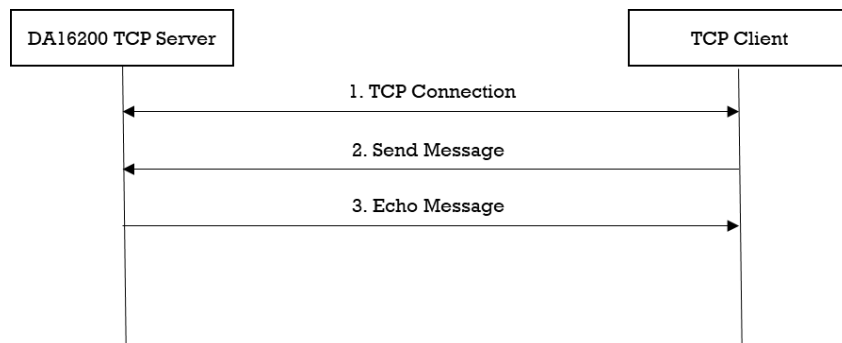 DA16200 TCP Server
TCP Client
1. TCP Connection
2. Send Message
3. Echo Message